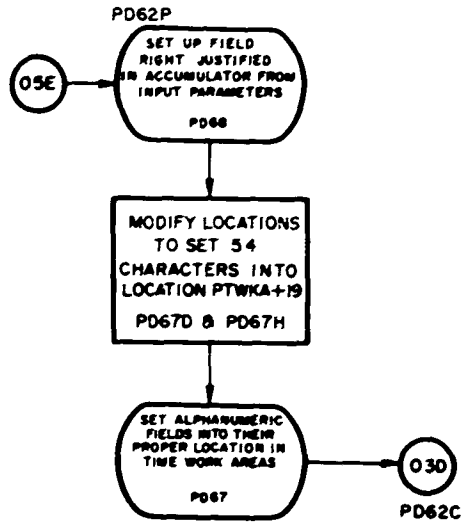 PD62P
05E
SET UP FIELD
RIGHT JUSTIFIED
IN ACCUMULATOR FROM
INPUT PARAMETERS
PD66
MODIFY LOCATIONS
TO SET 54
CHARACTERS INTO
LOCATION PTWKA+19
PD67D & PD67H
SET ALPHANUMERIC
FIELDS INTO THEIR
PROPER LOCATION IN
TIME WORK AREAS
PD67
03D
PD62C